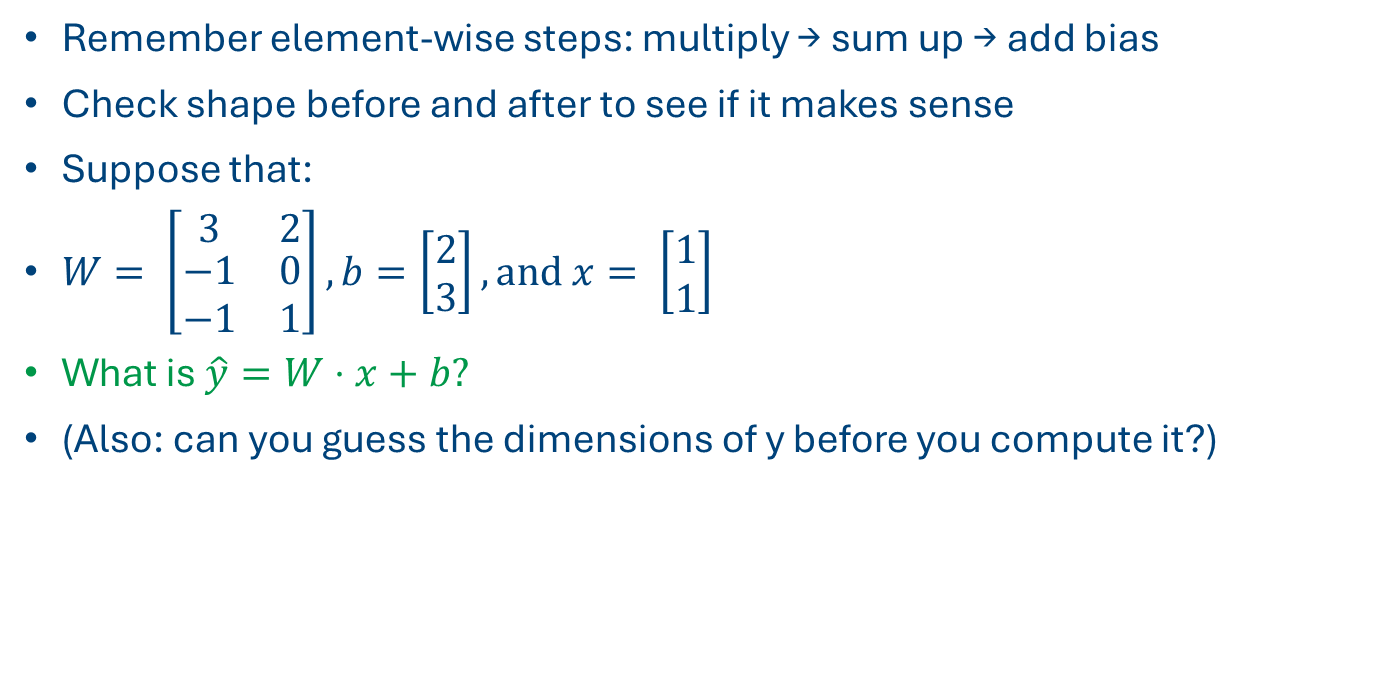 • Remember element-wise steps: multiply → sum up → add bias
• Check shape before and after to see if it makes sense
• Suppose that:
• W = [3 2; −1 0; −1 1], b = [2; 3], and x = [1; 1]
• What is ŷ = W · x + b?
• (Also: can you guess the dimensions of y before you compute it?)